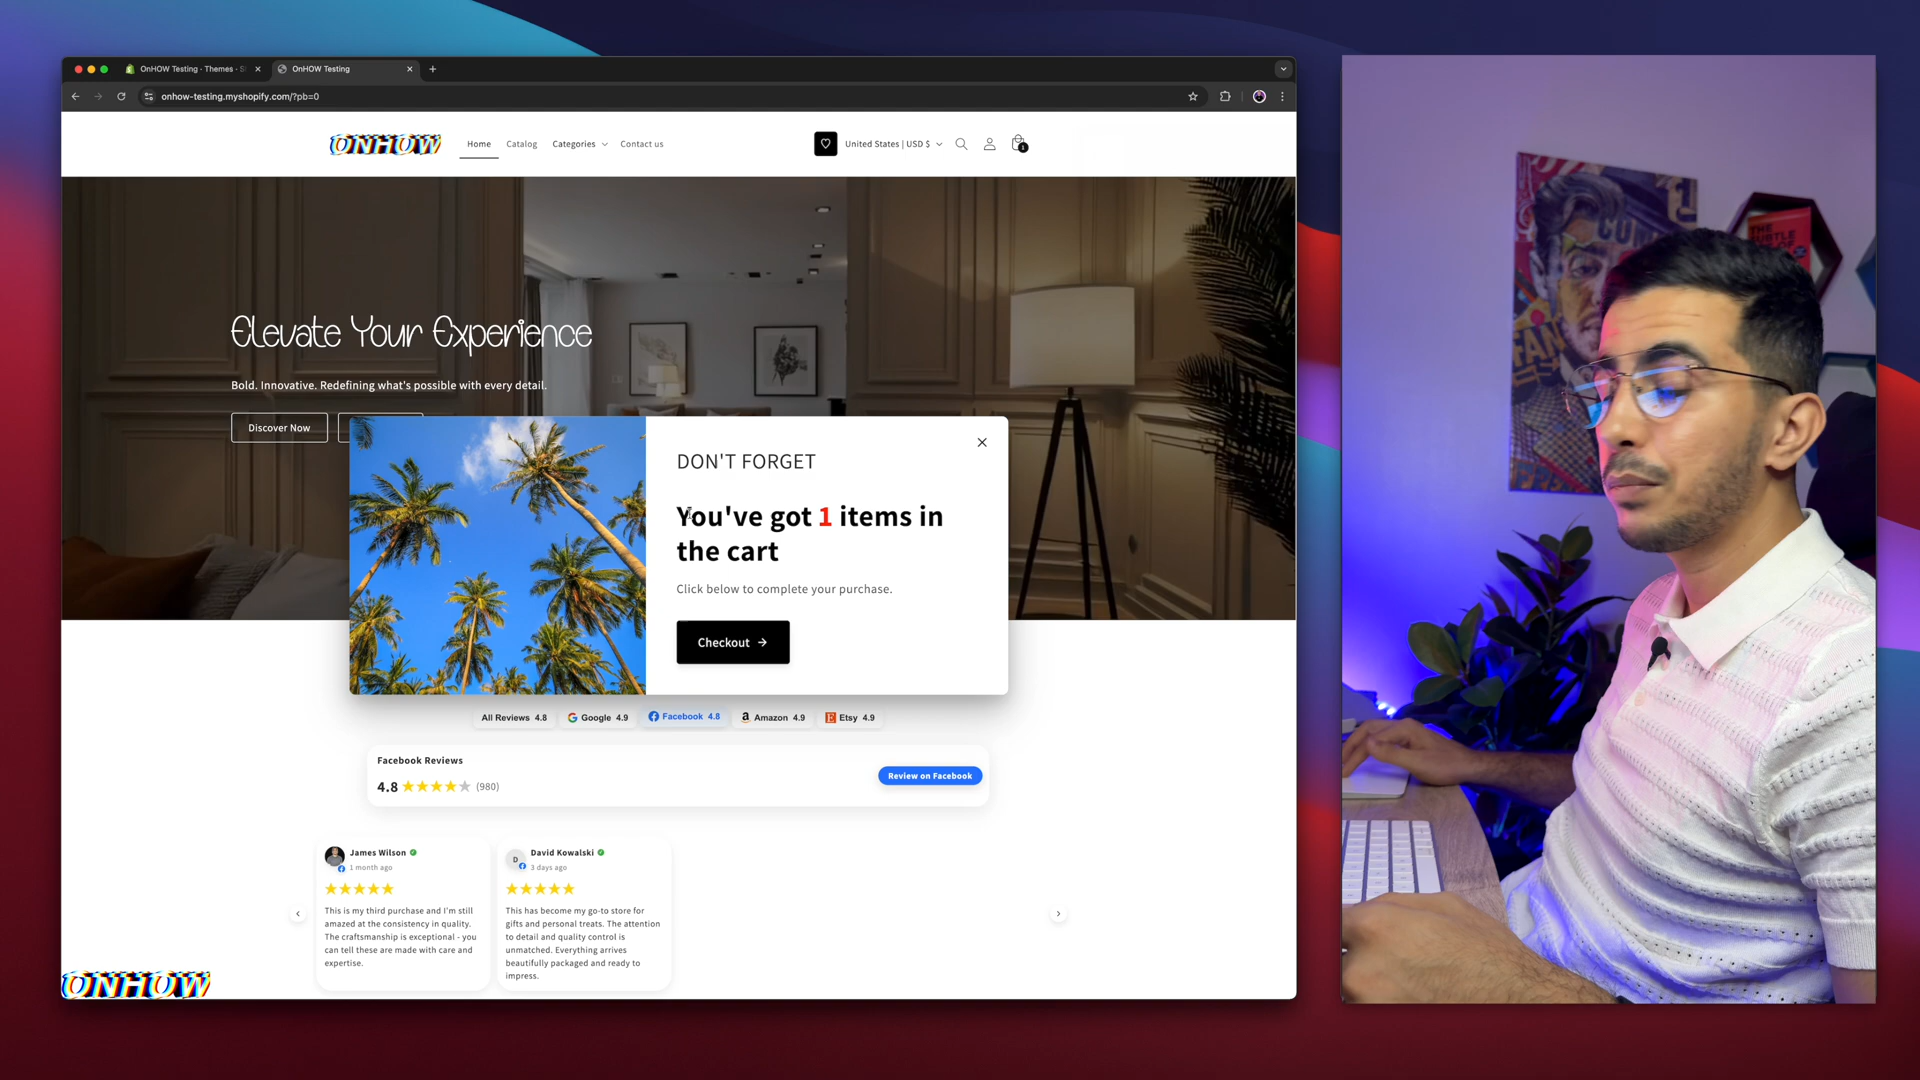 OnHOW Testing · Themes · S
OnHOW Testing
onhow-testing.myshopify.com/?pb=0
ONHOW
Home
Catalog
Categories
Contact us
United States | USD $
1
Elevate Your Experience
Bold. Innovative. Redefining what's possible with every detail.
Discover Now
DON'T FORGET
You've got 1 items in
the cart
Click below to complete your purchase.
Checkout →
All Reviews 4.8
Google 4.9
Facebook 4.8
Amazon 4.9
Etsy 4.9
Facebook Reviews
4.8 ★★★★★ (980)
Review on Facebook
James Wilson
1 month ago
This is my third purchase and I'm still
amazed at the consistency in quality.
The craftsmanship is exceptional - you
can tell these are made with care and
expertise.
D
David Kowalski
3 days ago
This has become my go-to store for
gifts and personal treats. The attention
to detail and quality control is
unmatched. Everything arrives
beautifully packaged and ready to
impress.
ONHOW
THE
SUBTLE